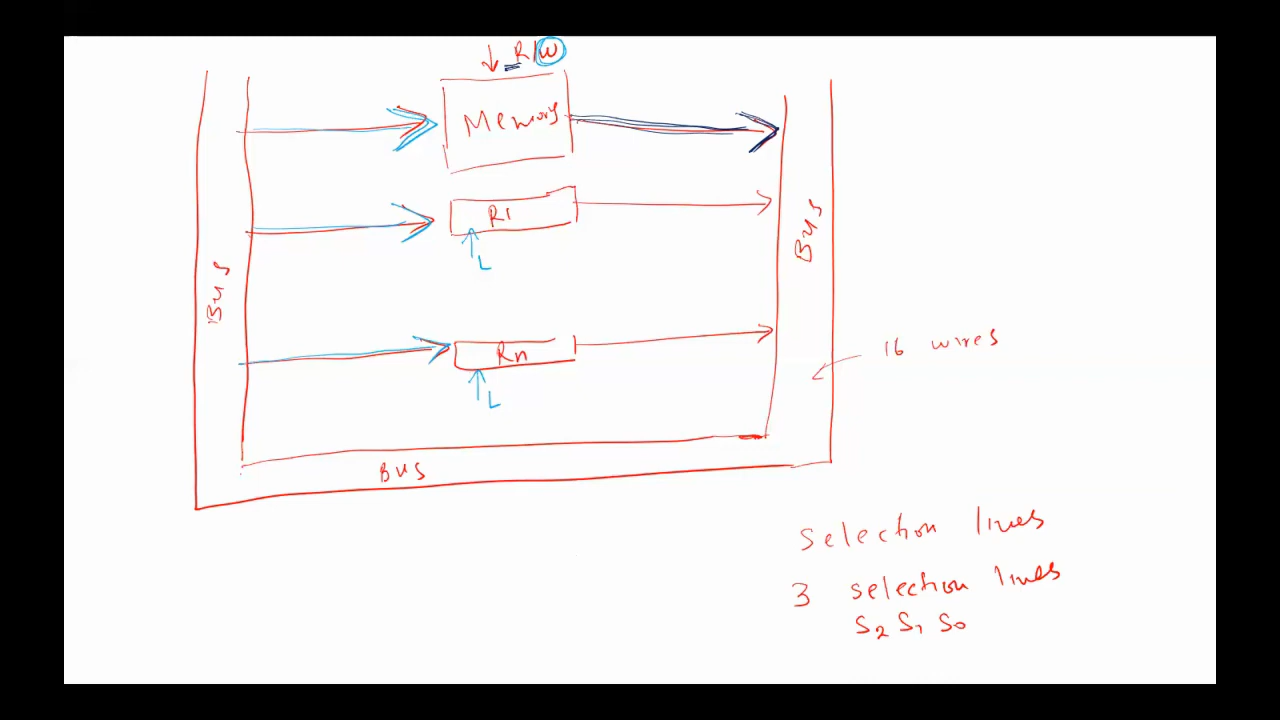 R/W
Memory
R1
L
BUS
BUS
16 wires
Rn
L
BUS
Selection lines
3 selection lines
S2 S1 S0